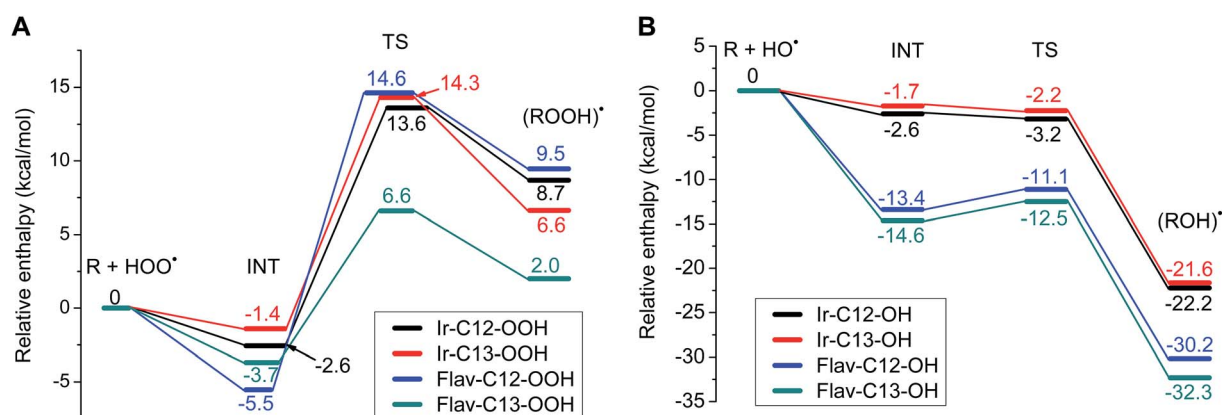 A
TS
Relative enthalpy (kcal/mol)
15
10
5
0
-5
R + HOO•
0
INT
-1.4
-2.6
-3.7
-5.5
14.6
14.3
13.6
6.6
(ROOH)•
9.5
8.7
6.6
2.0
Ir-C12-OOH
Ir-C13-OOH
Flav-C12-OOH
Flav-C13-OOH
B
Relative enthalpy (kcal/mol)
5
0
-5
-10
-15
-20
-25
-30
-35
R + HO•
0
INT
TS
-1.7
-2.6
-2.2
-3.2
-13.4
-14.6
-11.1
-12.5
(ROH)•
-21.6
-22.2
-30.2
-32.3
Ir-C12-OH
Ir-C13-OH
Flav-C12-OH
Flav-C13-OH